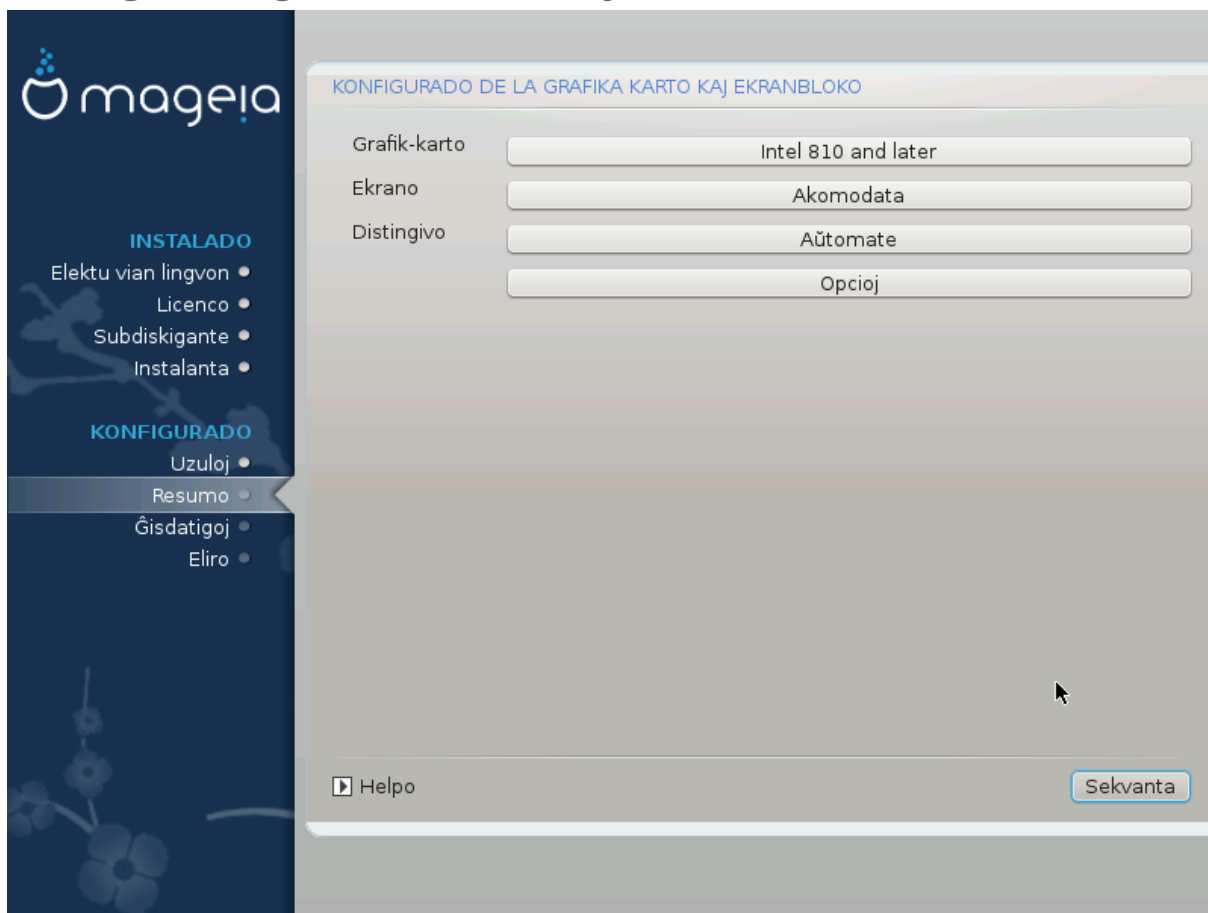 mageia
INSTALADO
Elektu vian lingvon
Licenco
Subdiskigante
Instalanta
KONFIGURADO
Uzuloj
Resumo
Ĝisdatigoj
Eliro
KONFIGURADO DE LA GRAFIKA KARTO KAJ EKRANBLOKO
Grafik-karto
Intel 810 and later
Ekrano
Akomodata
Distingivo
Aŭtomate
Opcioj
Helpo
Sekvanta